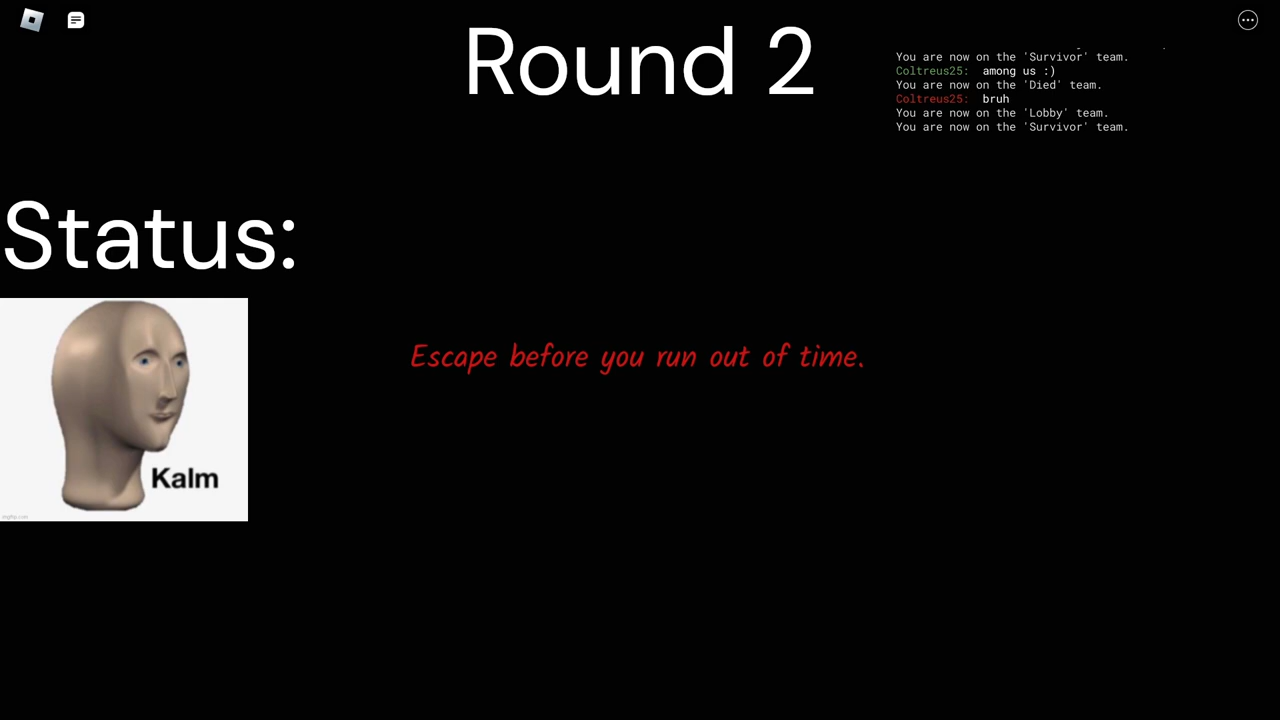 Round 2
You are now on the 'Survivor' team.
Coltreus25: among us :)
You are now on the 'Died' team.
Coltreus25: bruh
You are now on the 'Lobby' team.
You are now on the 'Survivor' team.
Status:
Escape before you run out of time.
Kalm
imgflip.com